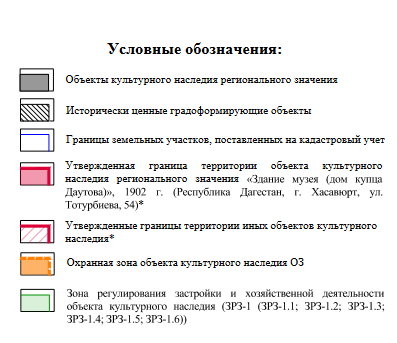 Условные обозначения:
Объекты культурного наследия регионального значения
Исторически ценные градоформирующие объекты
Границы земельных участков, поставленных на кадастровый учет
Утвержденная граница территории объекта культурного
наследия регионального значения «Здание музея (дом купца
Даутова)», 1902 г. (Республика Дагестан, г. Хасавюрт, ул.
Тотурбиева, 54)*
Утвержденные границы территории иных объектов культурного
наследия*
Охранная зона объекта культурного наследия ОЗ
Зона регулирования застройки и хозяйственной деятельности
объекта культурного наследия (ЗРЗ-1 (ЗРЗ-1.1; ЗРЗ-1.2; ЗРЗ-1.3;
ЗРЗ-1.4; ЗРЗ-1.5; ЗРЗ-1.6))